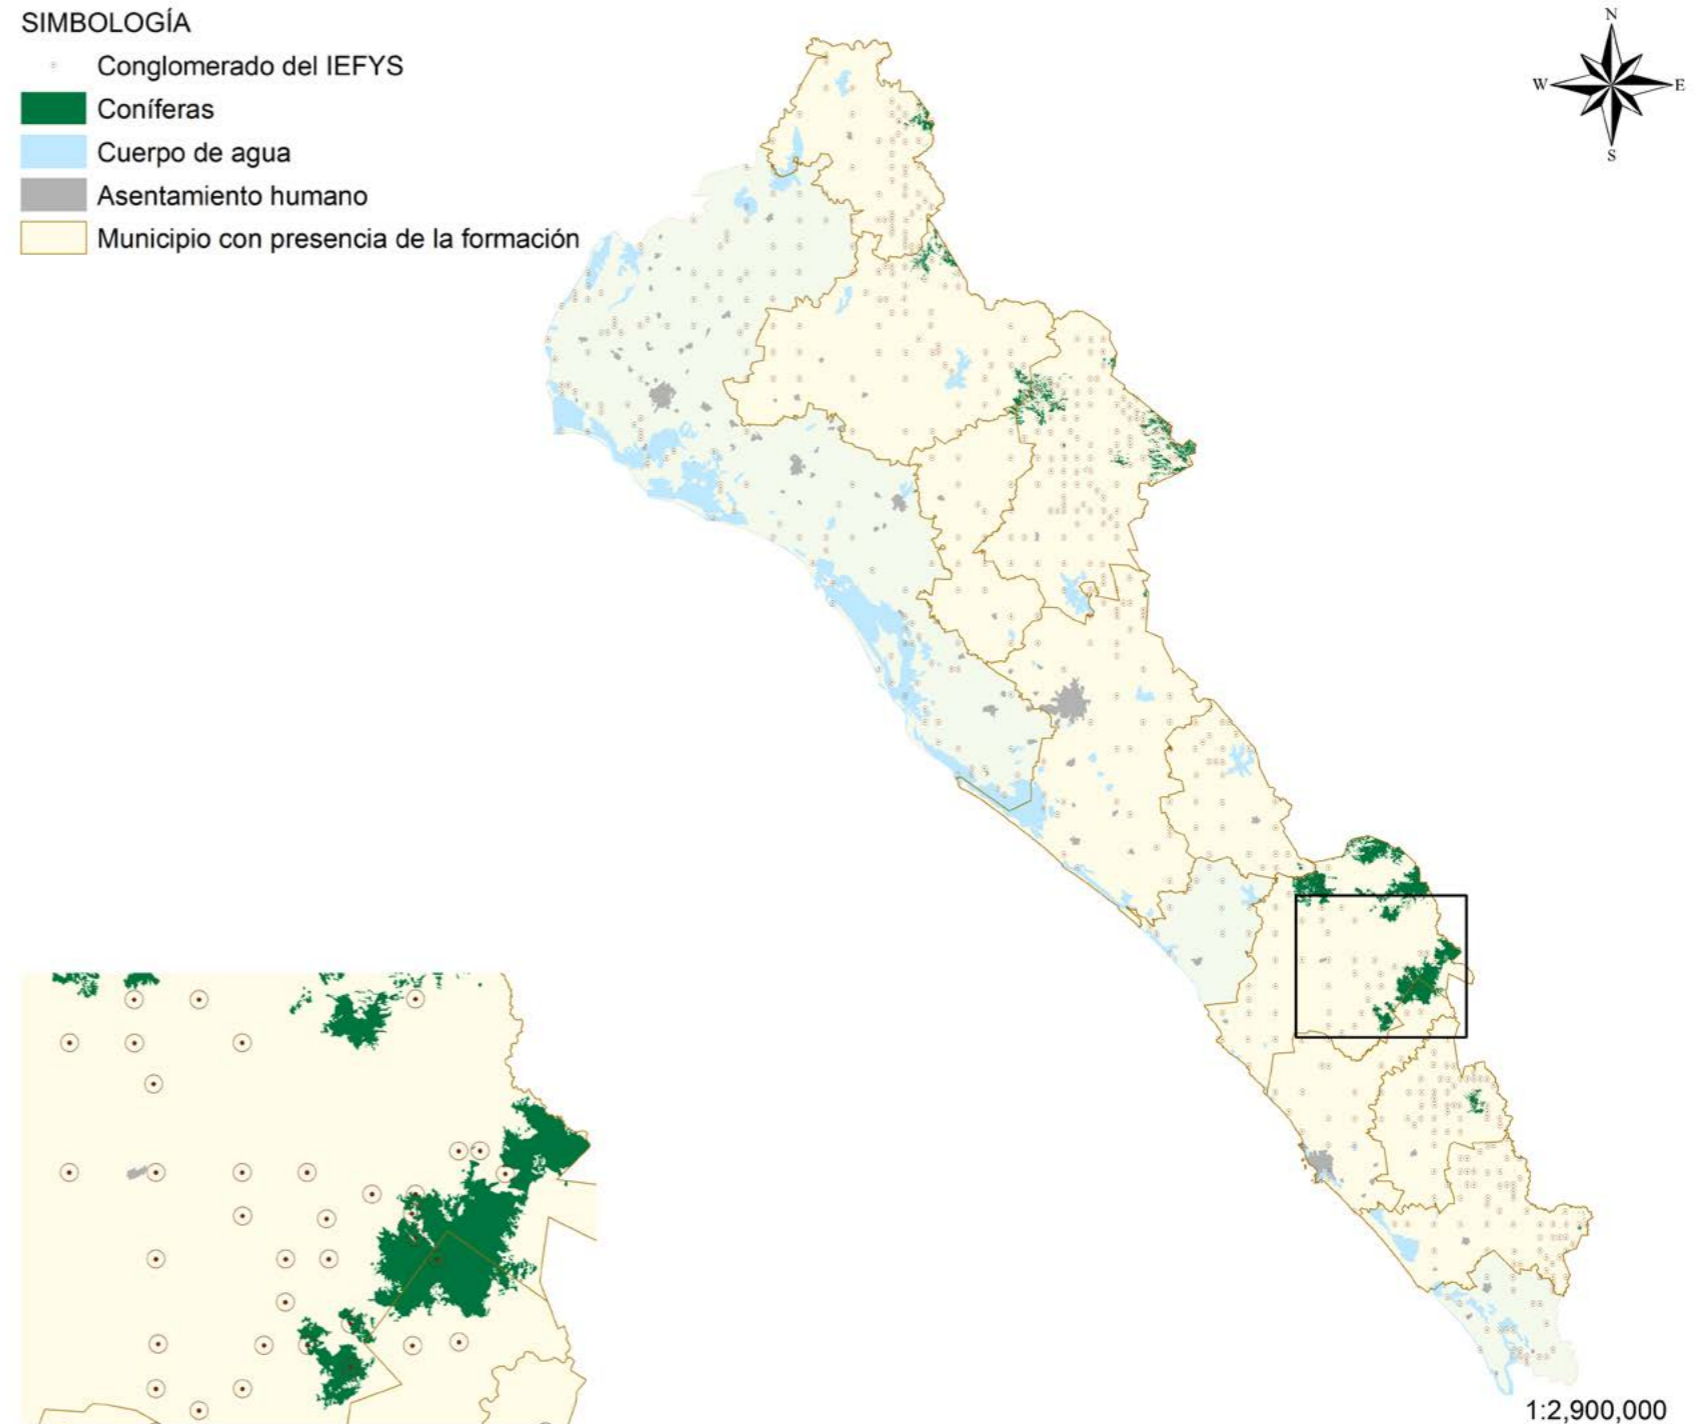 SIMBOLOGÍA
Conglomerado del IEFYS
Coníferas
Cuerpo de agua
Asentamiento humano
Municipio con presencia de la formación
N
W
E
S
1:2,900,000